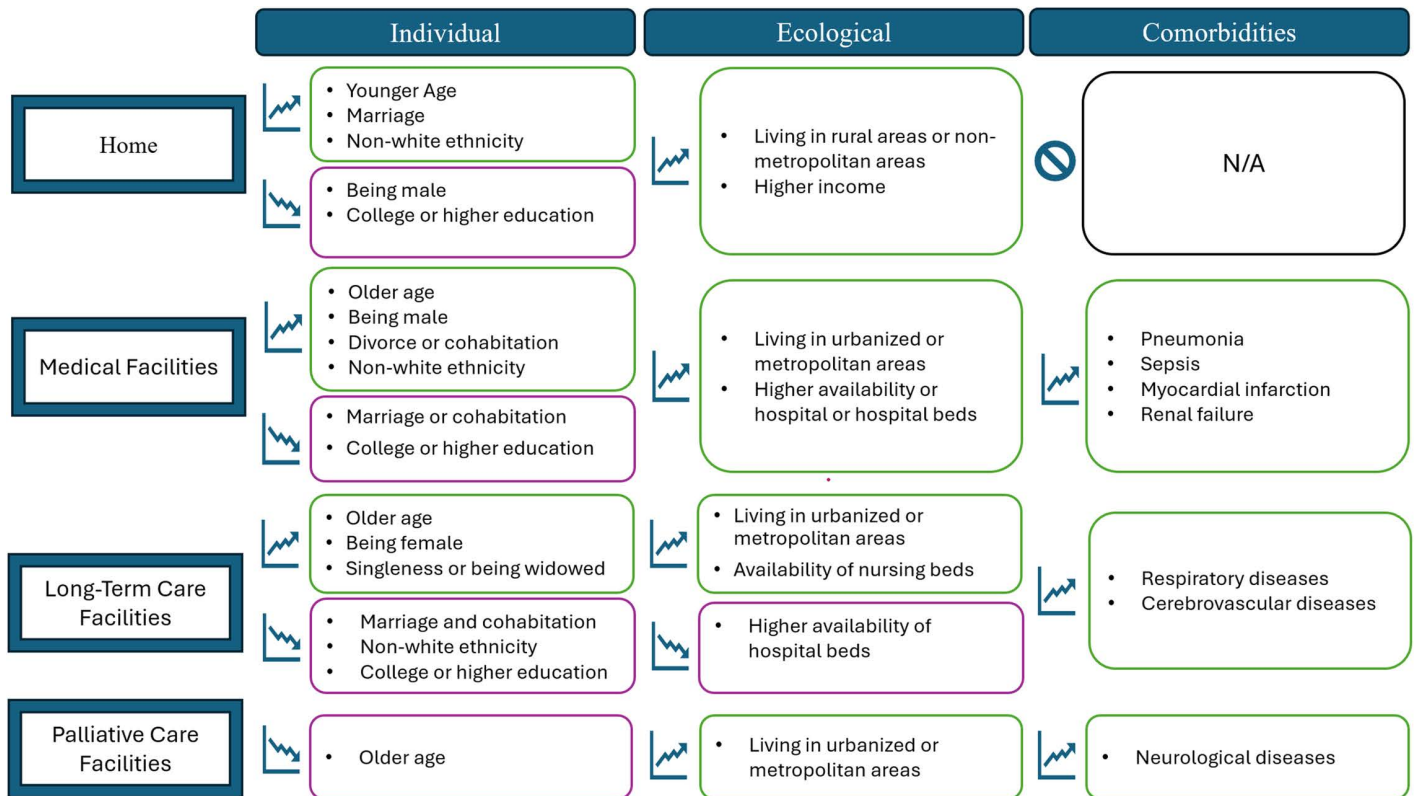 Individual
Ecological
Comorbidities
Home
• Younger Age
• Marriage
• Non-white ethnicity
• Being male
• College or higher education
• Living in rural areas or non-
metropolitan areas
• Higher income
N/A
Medical Facilities
• Older age
• Being male
• Divorce or cohabitation
• Non-white ethnicity
• Marriage or cohabitation
• College or higher education
• Living in urbanized or
metropolitan areas
• Higher availability or
hospital or hospital beds
• Pneumonia
• Sepsis
• Myocardial infarction
• Renal failure
Long-Term Care
Facilities
• Older age
• Being female
• Singleness or being widowed
• Marriage and cohabitation
• Non-white ethnicity
• College or higher education
• Living in urbanized or
metropolitan areas
• Availability of nursing beds
• Higher availability of
hospital beds
• Respiratory diseases
• Cerebrovascular diseases
Palliative Care
Facilities
• Older age
• Living in urbanized or
metropolitan areas
• Neurological diseases